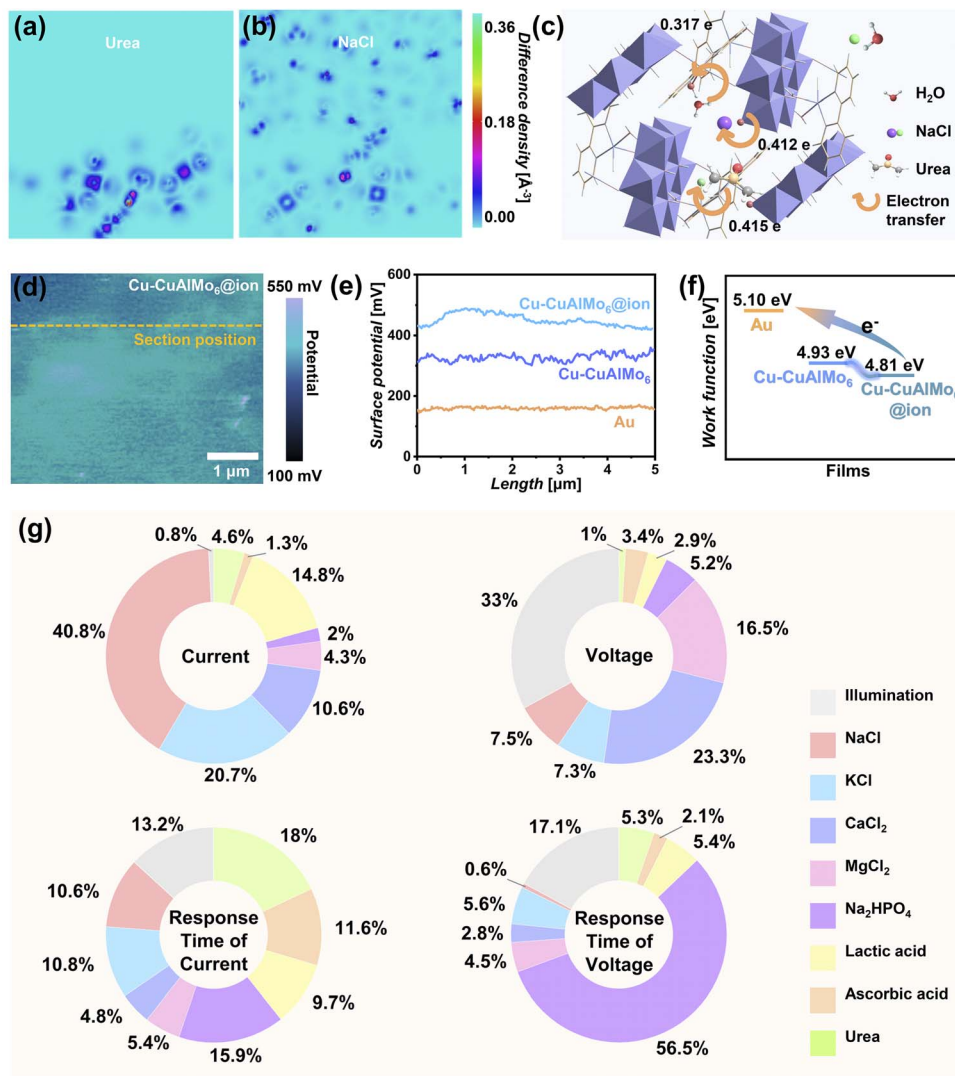 (a)
Urea
(b)
NaCl
0.36
0.18
0.00
Difference density [Å⁻³]
(c)
0.317 e
0.412 e
0.415 e
H₂O
NaCl
Urea
Electron
transfer
(d)
Cu-CuAlMo₆@ion
Section position
1 μm
550 mV
Potential
100 mV
(e)
Surface potential [mV]
600
400
200
0
Cu-CuAlMo₆@ion
Cu-CuAlMo₆
Au
0
1
2
3
4
5
Length [μm]
(f)
Work function [eV]
5.10 eV
Au
e⁻
4.93 eV
4.81 eV
Cu-CuAlMo₆
Cu-CuAlMo₆
@ion
Films
(g)
0.8%
4.6%
1.3%
14.8%
2%
4.3%
10.6%
20.7%
40.8%
Current
1%
3.4%
2.9%
5.2%
16.5%
23.3%
7.3%
7.5%
33%
Voltage
13.2%
18%
11.6%
9.7%
15.9%
5.4%
4.8%
10.8%
10.6%
Response
Time of
Current
17.1%
5.3%
2.1%
5.4%
56.5%
4.5%
2.8%
5.6%
0.6%
Response
Time of
Voltage
Illumination
NaCl
KCl
CaCl₂
MgCl₂
Na₂HPO₄
Lactic acid
Ascorbic acid
Urea